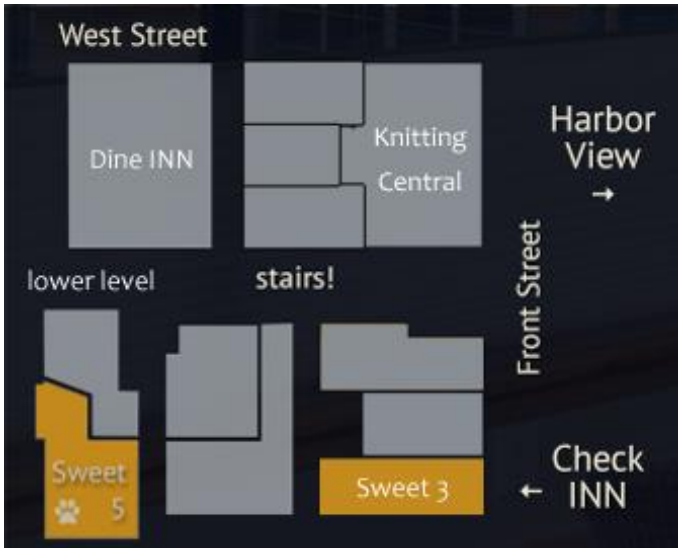 West Street
Dine INN
Knitting
Central
Harbor
View
→
lower level
stairs!
Front Street
Sweet
5
Sweet 3
← Check
INN